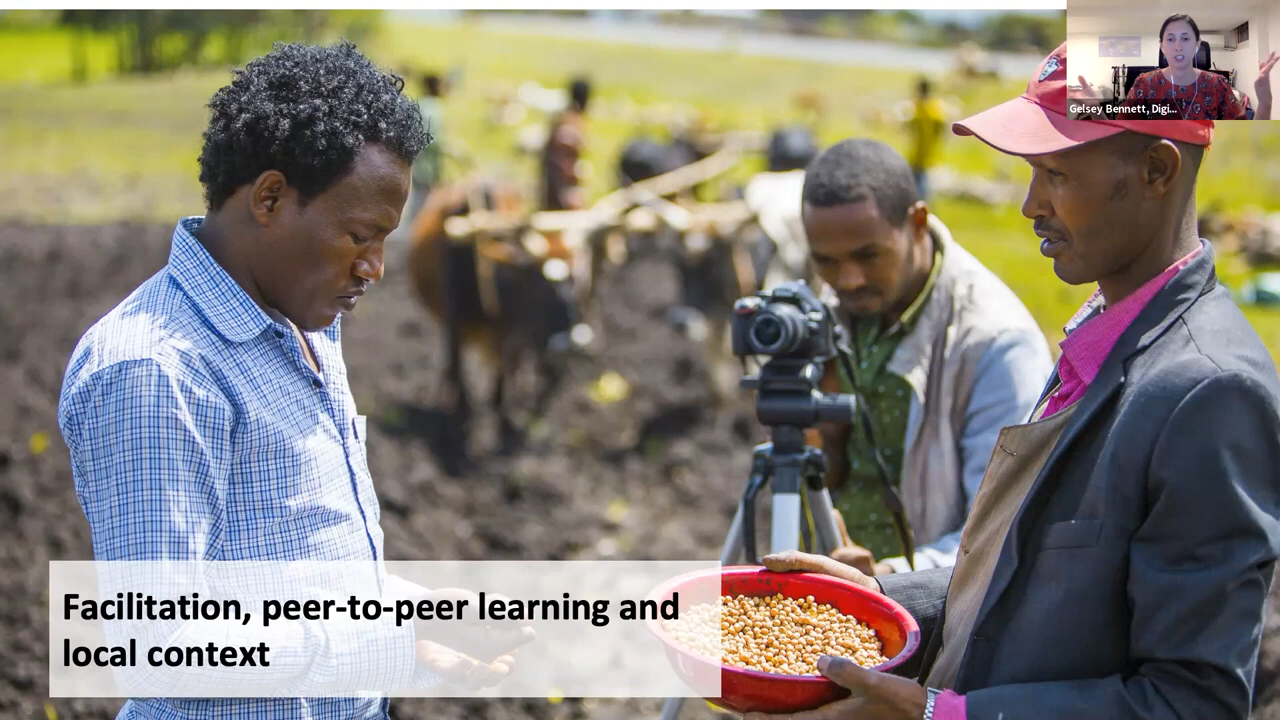 Gelsey Bennett, Digi...
Facilitation, peer-to-peer learning and
local context